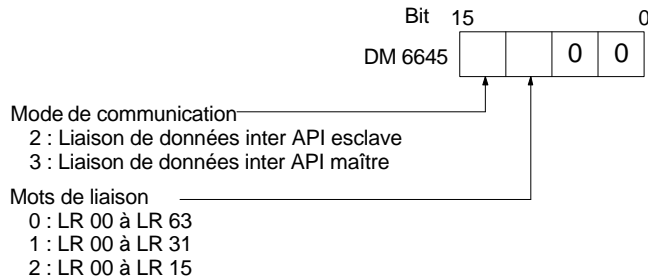 Bit 15 0
DM 6645 0 0
Mode de communication
2 : Liaison de données inter API esclave
3 : Liaison de données inter API maître
Mots de liaison
0 : LR 00 à LR 63
1 : LR 00 à LR 31
2 : LR 00 à LR 15